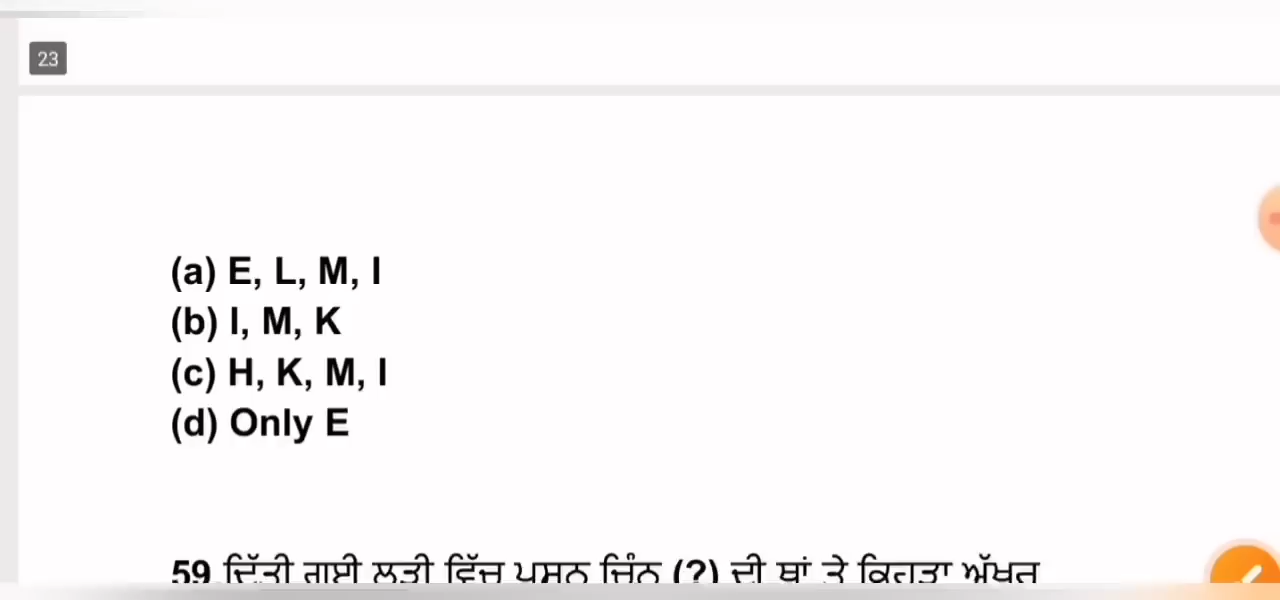 23
(a) E, L, M, I
(b) I, M, K
(c) H, K, M, I
(d) Only E
59 ਦਿੱਤੀ ਗਈ ਲੜੀ ਵਿੱਚ ਪ੍ਰਸ਼ਨ ਚਿੰਨ (?) ਦੀ ਥਾਂ ਤੇ ਕਿਹੜਾ ਅੱਖਰ